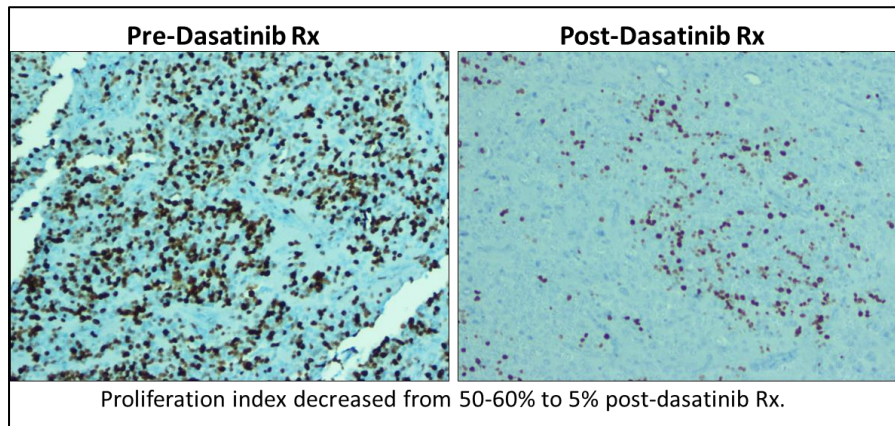 Pre-Dasatinib Rx
Post-Dasatinib Rx
Proliferation index decreased from 50-60% to 5% post-dasatinib Rx.